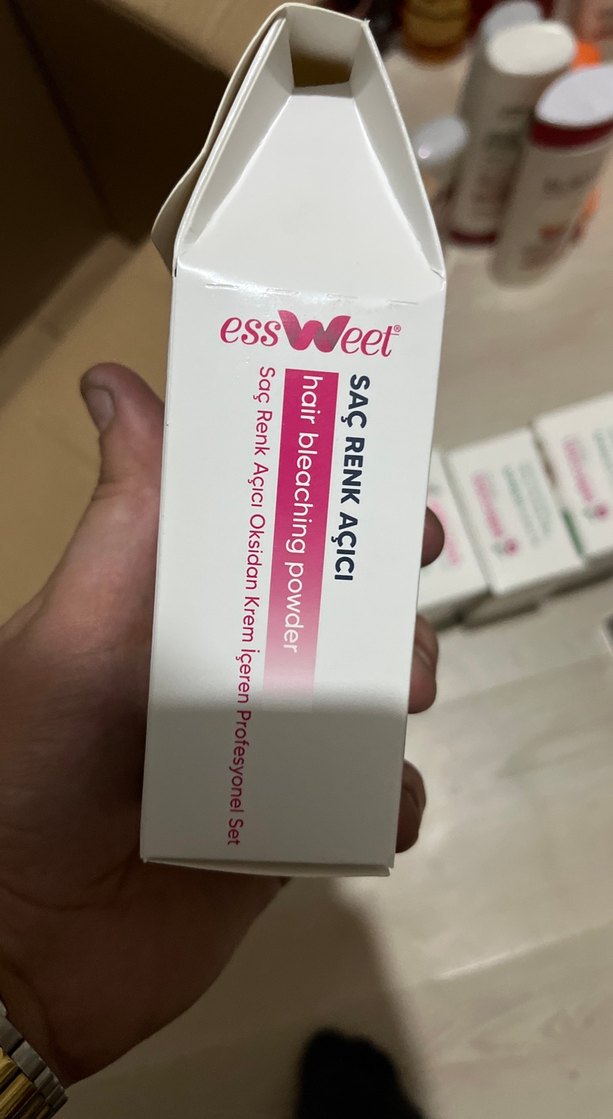 essweet®
SAÇ RENK AÇICI
hair bleaching powder
Saç Renk Açıcı Oksidan Krem İçeren Profesyonel Set